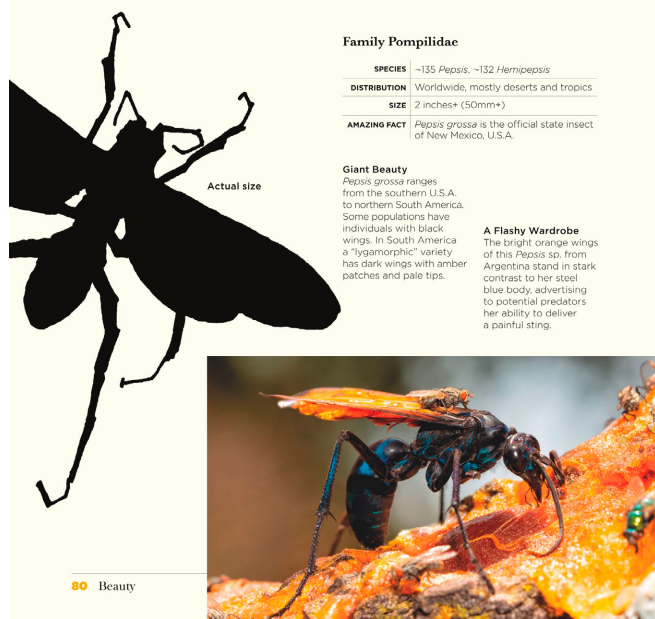 Family Pompilidae
SPECIES ~135 Pepsis, ~132 Hemipepsis
DISTRIBUTION Worldwide, mostly deserts and tropics
SIZE 2 inches+ (50mm+)
AMAZING FACT Pepsis grossa is the official state insect
of New Mexico, U.S.A.
Actual size
Giant Beauty
Pepsis grossa ranges
from the southern U.S.A.
to northern South America.
Some populations have
individuals with black
wings. In South America
a “lygamorphic” variety
has dark wings with amber
patches and pale tips.
A Flashy Wardrobe
The bright orange wings
of this Pepsis sp. from
Argentina stand in stark
contrast to her steel
blue body, advertising
to potential predators
her ability to deliver
a painful sting.
80 Beauty